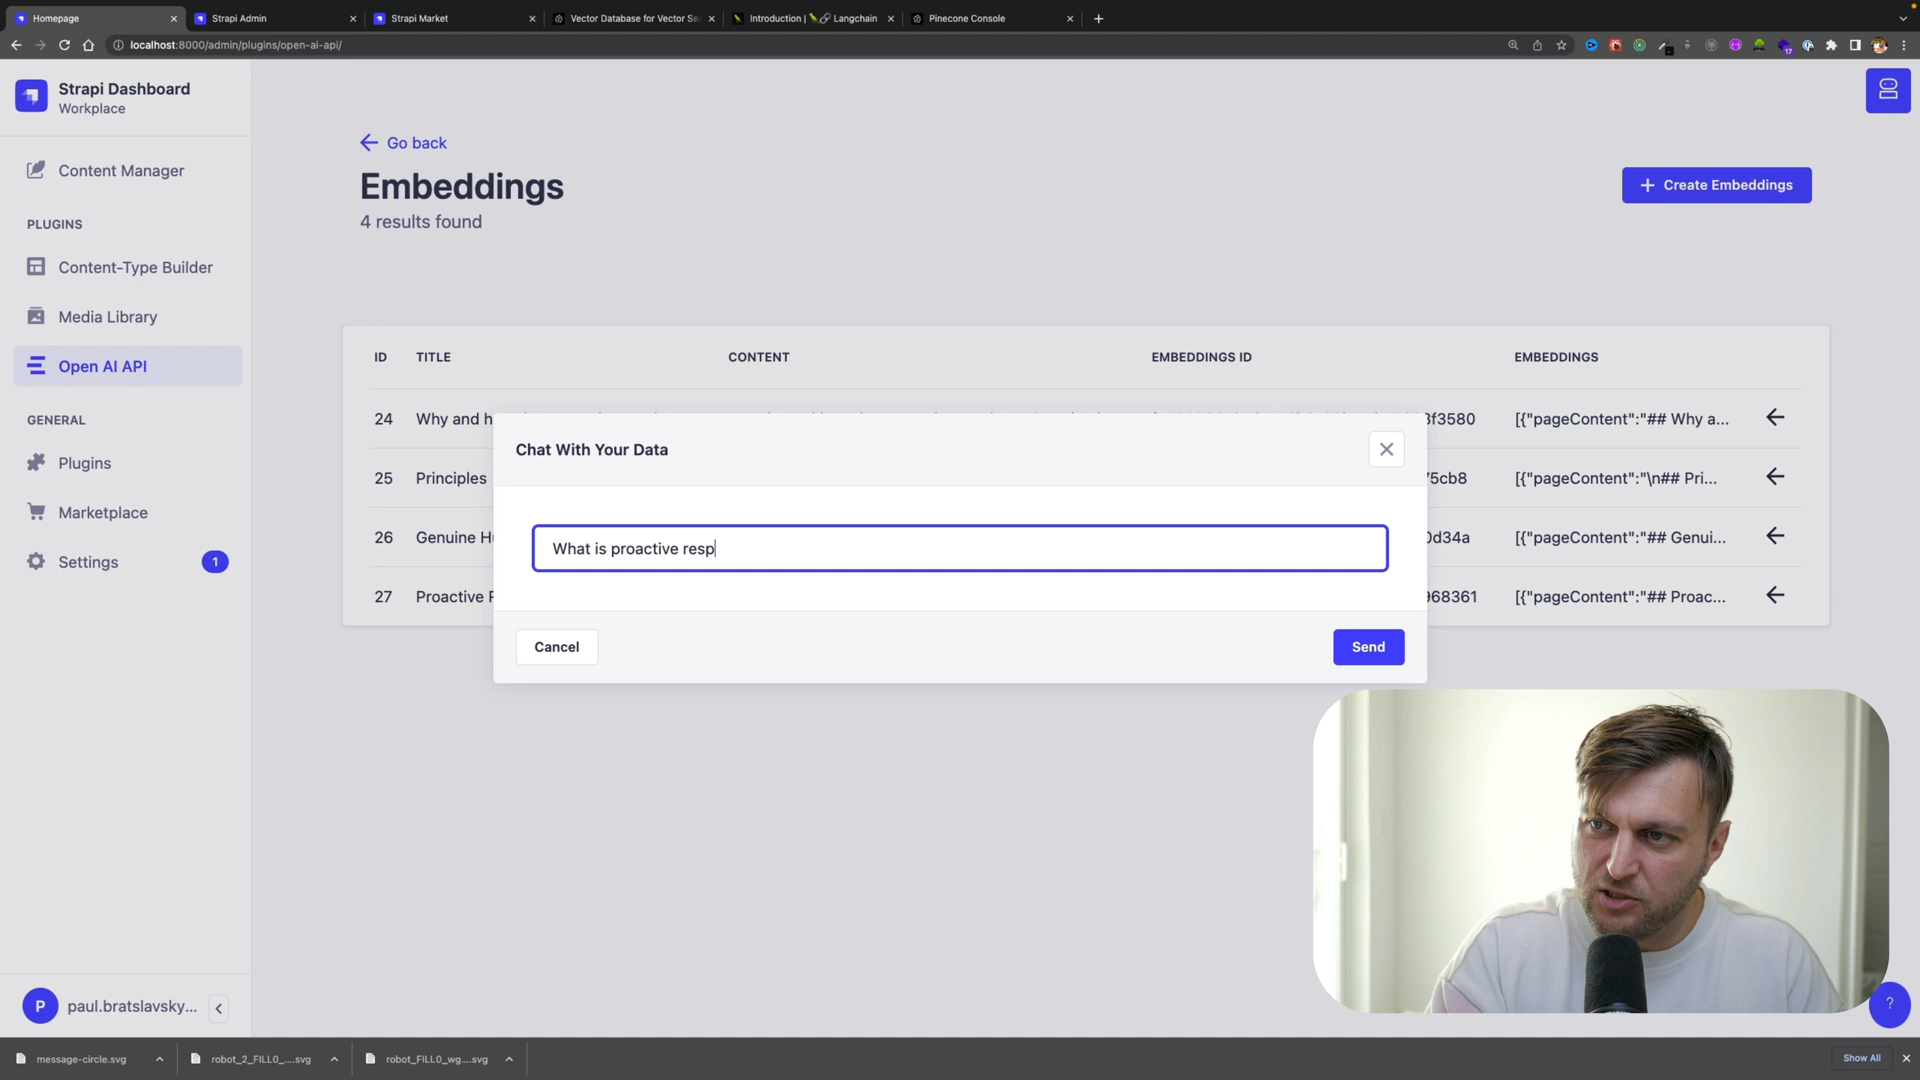 Homepage
Strapi Admin
Strapi Market
Vector Database for Vector Sea
Introduction | 🦜🔗 Langchain
Pinecone Console
localhost:8000/admin/plugins/open-ai-api/
17
Strapi Dashboard
Workplace
Content Manager
PLUGINS
Content-Type Builder
Media Library
Open AI API
GENERAL
Plugins
Marketplace
Settings
1
P
paul.bratslavsky...
Go back
Embeddings
4 results found
Create Embeddings
ID TITLE CONTENT EMBEDDINGS ID EMBEDDINGS
24 Why and h 3f3580 [{"pageContent":"## Why a...
25 Principles 75cb8 [{"pageContent":"\n## Pri...
26 Genuine Hu 0d34a [{"pageContent":"## Genui...
27 Proactive R 968361 [{"pageContent":"## Proac...
Chat With Your Data
What is proactive resp
Cancel
Send
?
message-circle.svg
robot_2_FILL0_....svg
robot_FILL0_wg....svg
Show All